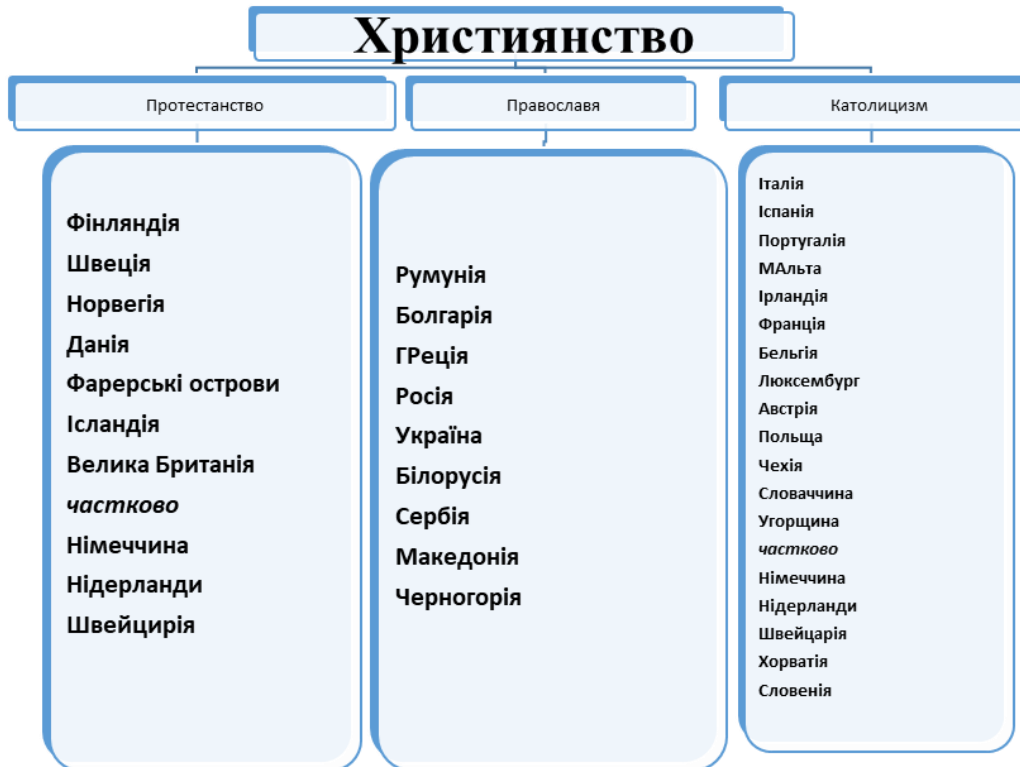 Християнство
Протестанство
Православя
Католицизм
Фінляндія
Швеція
Норвегія
Данія
Фарерські острови
Ісландія
Велика Британія
частково
Німеччина
Нідерланди
Швейцирія
Румунія
Болгарія
ГРеція
Росія
Україна
Білорусія
Сербія
Македонія
Черногорія
Італія
Іспанія
Португалія
МАльта
Ірландія
Франція
Бельгія
Люксембург
Австрія
Польща
Чехія
Словаччина
Угорщина
частково
Німеччина
Нідерланди
Швейцарія
Хорватія
Словенія